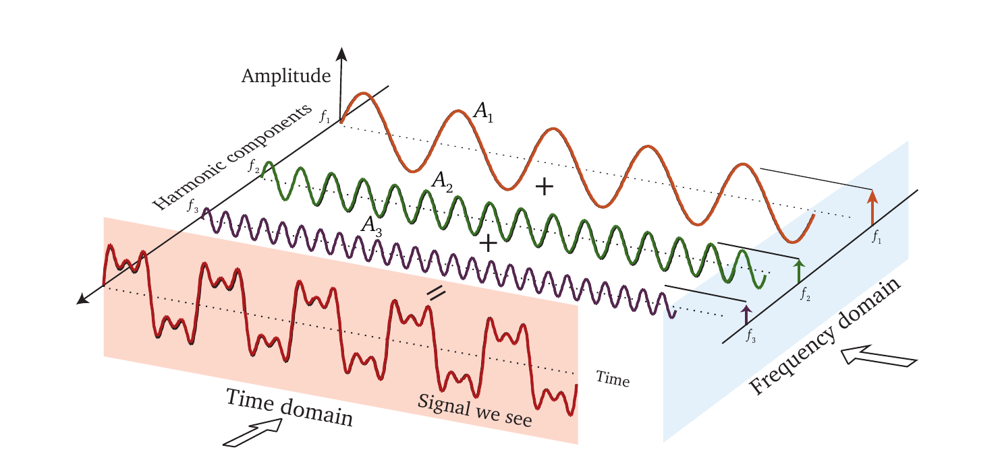 Amplitude
Harmonic components
f₁
f₂
f₃
A₁
+
A₂
+
A₃
=
Time
Signal we see
Time domain
f₁
f₂
f₃
Frequency domain